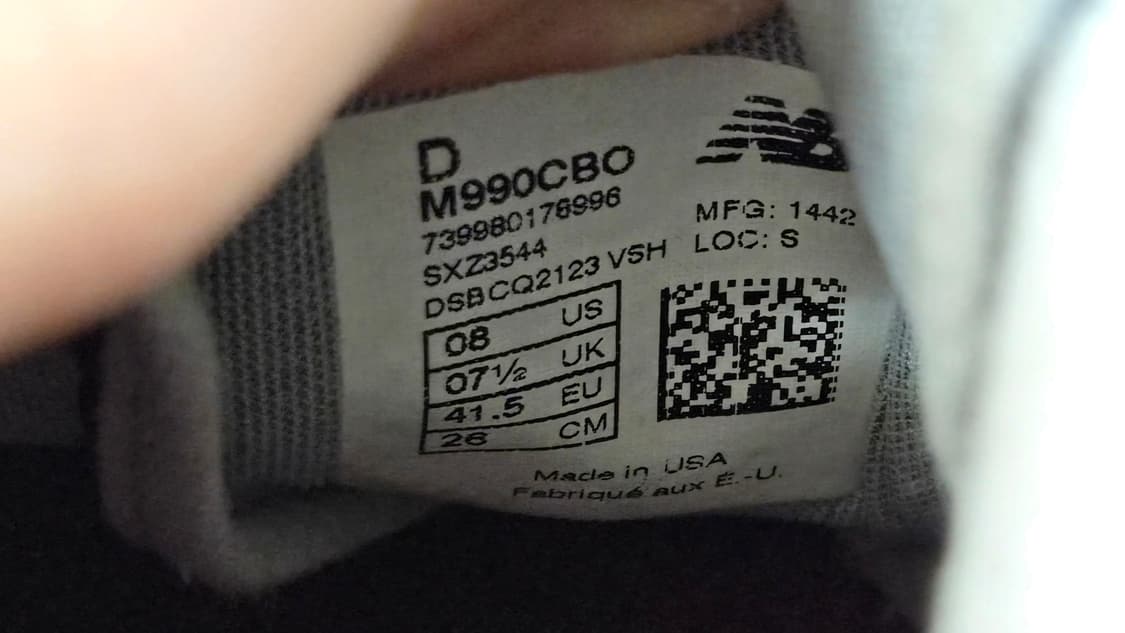 D
M990CBO
739980176996
SXZ3544
DSBCQ2123 VSH
08 US
07½ UK
41.5 EU
26 CM
NB
MFG: 1442
LOC: S
Made in USA
Fabriqué aux É.-U.